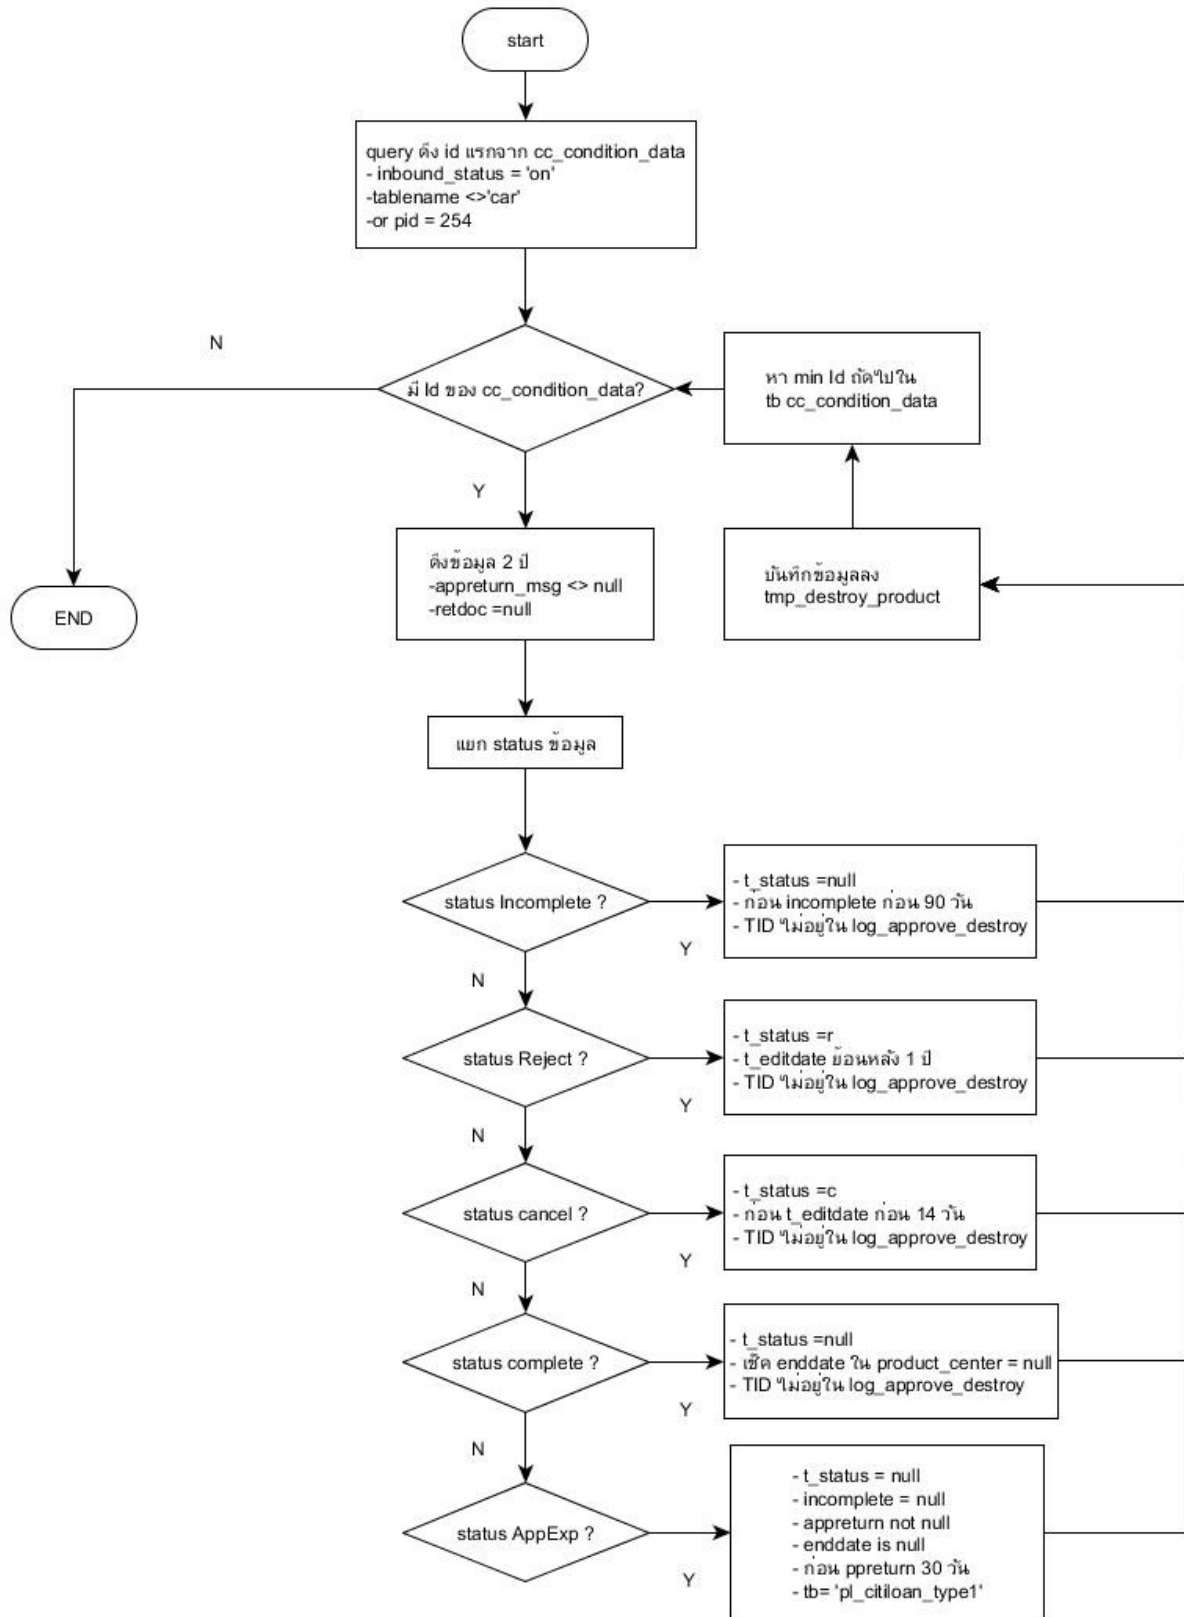 start
query ดึง id แรกจาก cc_condition_data
- inbound_status = 'on'
-tablename <>'car'
-or pid = 254
N
มี Id ของ cc_condition_data?
หา min Id ถัดไปใน
tb cc_condition_data
Y
ดึงข้อมูล 2 ปี
-appreturn_msg <> null
-retdoc =null
บันทึกข้อมูลลง
tmp_destroy_product
END
แยก status ข้อมูล
status Incomplete ?
- t_status =null
- ก่อน incomplete ก่อน 90 วัน
- TID ไม่อยู่ใน log_approve_destroy
Y
N
status Reject ?
- t_status =r
- t_editdate ย้อนหลัง 1 ปี
- TID ไม่อยู่ใน log_approve_destroy
Y
N
status cancel ?
- t_status =c
- ก่อน t_editdate ก่อน 14 วัน
- TID ไม่อยู่ใน log_approve_destroy
Y
N
status complete ?
- t_status =null
- เช็ค enddate ใน product_center = null
- TID ไม่อยู่ใน log_approve_destroy
Y
N
status AppExp ?
- t_status = null
- incomplete = null
- appreturn not null
- enddate is null
- ก่อน ppreturn 30 วัน
- tb= 'pl_citiloan_type1'
Y